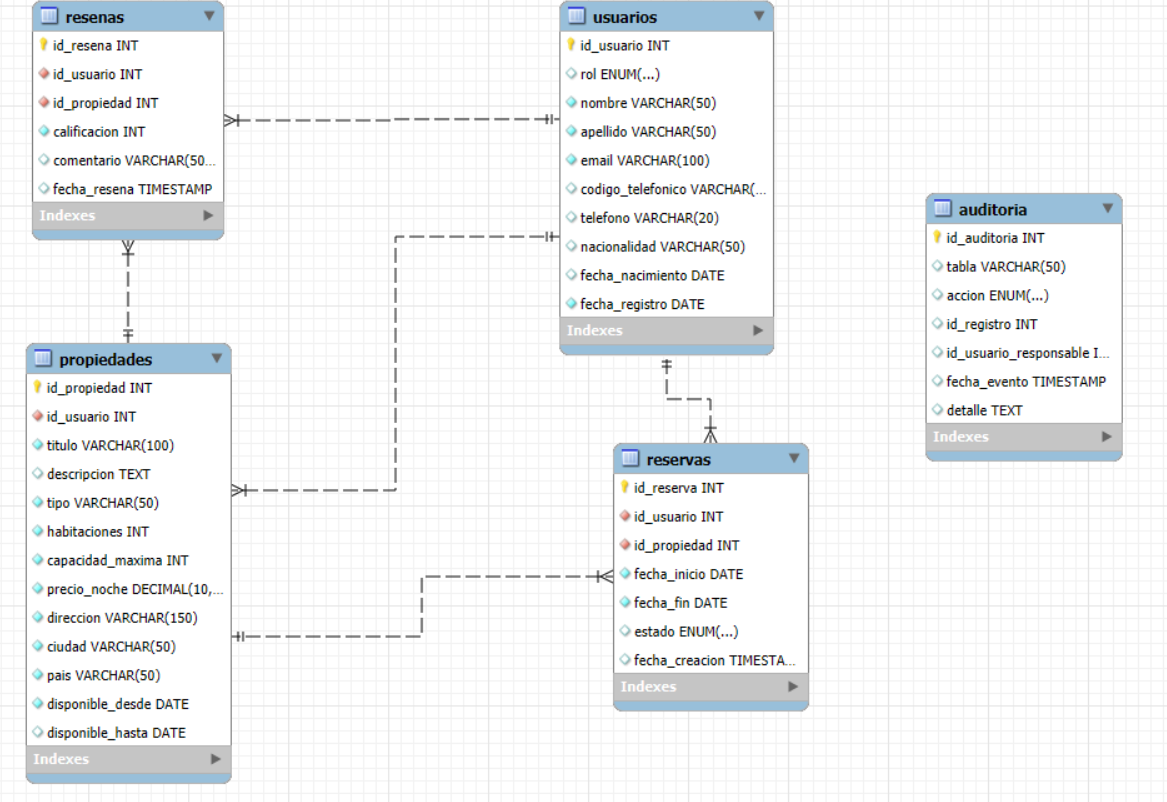 resenas
id_resena INT
id_usuario INT
id_propiedad INT
calificacion INT
comentario VARCHAR(50...
fecha_resena TIMESTAMP
Indexes
usuarios
id_usuario INT
rol ENUM(...)
nombre VARCHAR(50)
apellido VARCHAR(50)
email VARCHAR(100)
codigo_telefonico VARCHAR(...
telefono VARCHAR(20)
nacionalidad VARCHAR(50)
fecha_nacimiento DATE
fecha_registro DATE
Indexes
auditoria
id_auditoria INT
tabla VARCHAR(50)
accion ENUM(...)
id_registro INT
id_usuario_responsable I...
fecha_evento TIMESTAMP
detalle TEXT
Indexes
propiedades
id_propiedad INT
id_usuario INT
titulo VARCHAR(100)
descripcion TEXT
tipo VARCHAR(50)
habitaciones INT
capacidad_maxima INT
precio_noche DECIMAL(10,...
direccion VARCHAR(150)
ciudad VARCHAR(50)
pais VARCHAR(50)
disponible_desde DATE
disponible_hasta DATE
Indexes
reservas
id_reserva INT
id_usuario INT
id_propiedad INT
fecha_inicio DATE
fecha_fin DATE
estado ENUM(...)
fecha_creacion TIMESTA...
Indexes